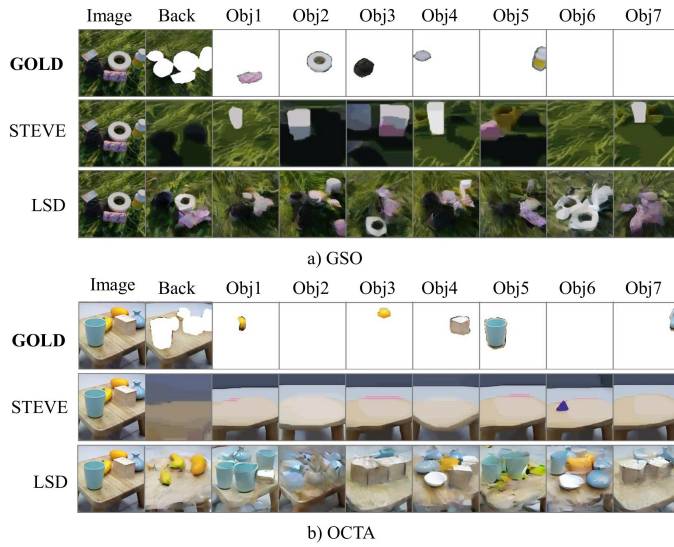 Image Back Obj1 Obj2 Obj3 Obj4 Obj5 Obj6 Obj7
GOLD
STEVE
LSD
a) GSO
Image Back Obj1 Obj2 Obj3 Obj4 Obj5 Obj6 Obj7
GOLD
STEVE
LSD
b) OCTA